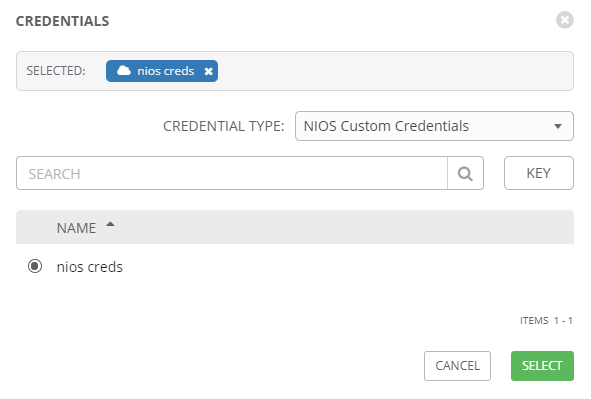 CREDENTIALS
SELECTED: nios creds
CREDENTIAL TYPE: NIOS Custom Credentials
SEARCH KEY
NAME
nios creds
ITEMS 1 - 1
CANCEL SELECT